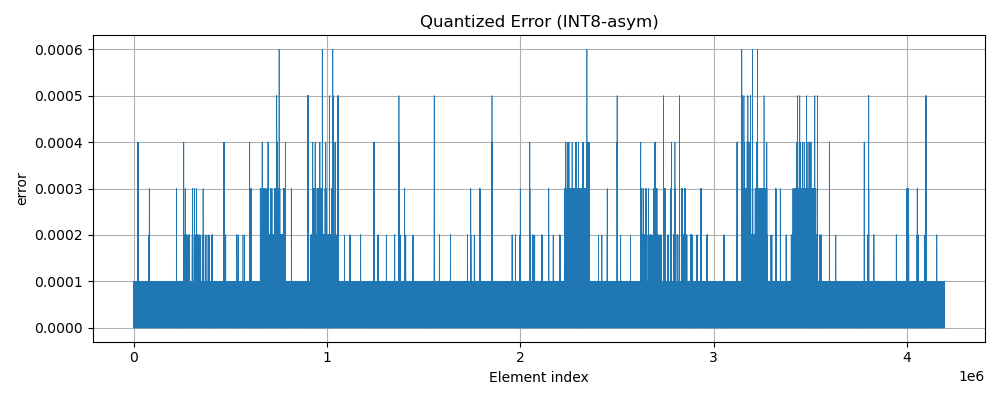 Quantized Error (INT8-asym)
0.0006
0.0005
0.0004
0.0003
0.0002
0.0001
0.0000
error
0 1 2 3 4
1e6
Element index